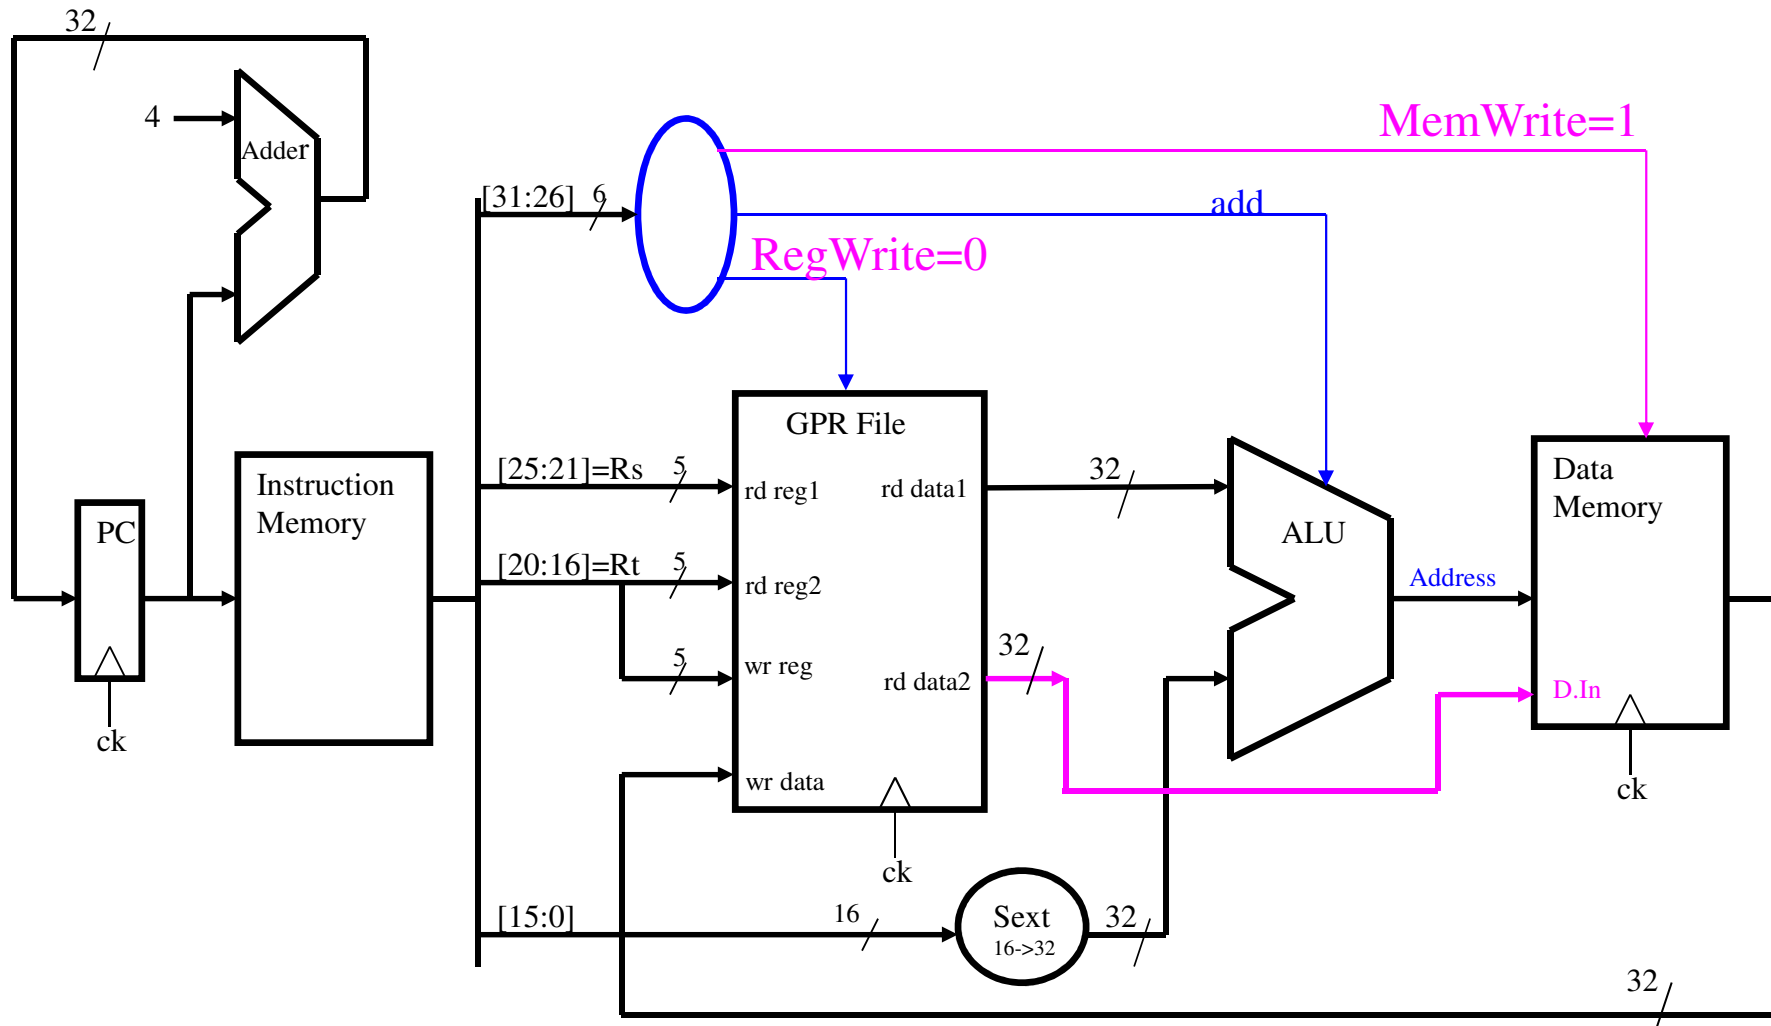 32
4
Adder
MemWrite=1
[31:26]
6
add
RegWrite=0
GPR File
[25:21]=Rs
5
rd reg1
rd data1
32
Instruction
Memory
Data
Memory
PC
ALU
[20:16]=Rt
5
rd reg2
Address
wr reg
5
rd data2
32
D.In
ck
wr data
ck
ck
[15:0]
16
Sext
16->32
32
32